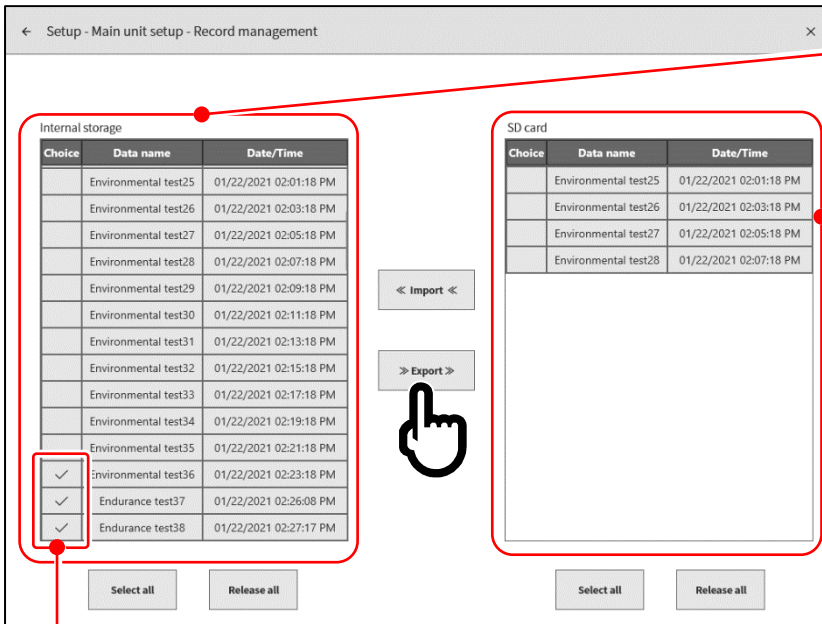 ← Setup - Main unit setup - Record management ×
Internal storage
Choice Data name Date/Time
Environmental test25 01/22/2021 02:01:18 PM
Environmental test26 01/22/2021 02:03:18 PM
Environmental test27 01/22/2021 02:05:18 PM
Environmental test28 01/22/2021 02:07:18 PM
Environmental test29 01/22/2021 02:09:18 PM
Environmental test30 01/22/2021 02:11:18 PM
Environmental test31 01/22/2021 02:13:18 PM
Environmental test32 01/22/2021 02:15:18 PM
Environmental test33 01/22/2021 02:17:18 PM
Environmental test34 01/22/2021 02:19:18 PM
Environmental test35 01/22/2021 02:21:18 PM
✓ Environmental test36 01/22/2021 02:23:18 PM
✓ Endurance test37 01/22/2021 02:26:08 PM
✓ Endurance test38 01/22/2021 02:27:17 PM
Select all Release all
≪ Import ≪
≫ Export ≫
SD card
Choice Data name Date/Time
Environmental test25 01/22/2021 02:01:18 PM
Environmental test26 01/22/2021 02:03:18 PM
Environmental test27 01/22/2021 02:05:18 PM
Environmental test28 01/22/2021 02:07:18 PM
Select all Release all